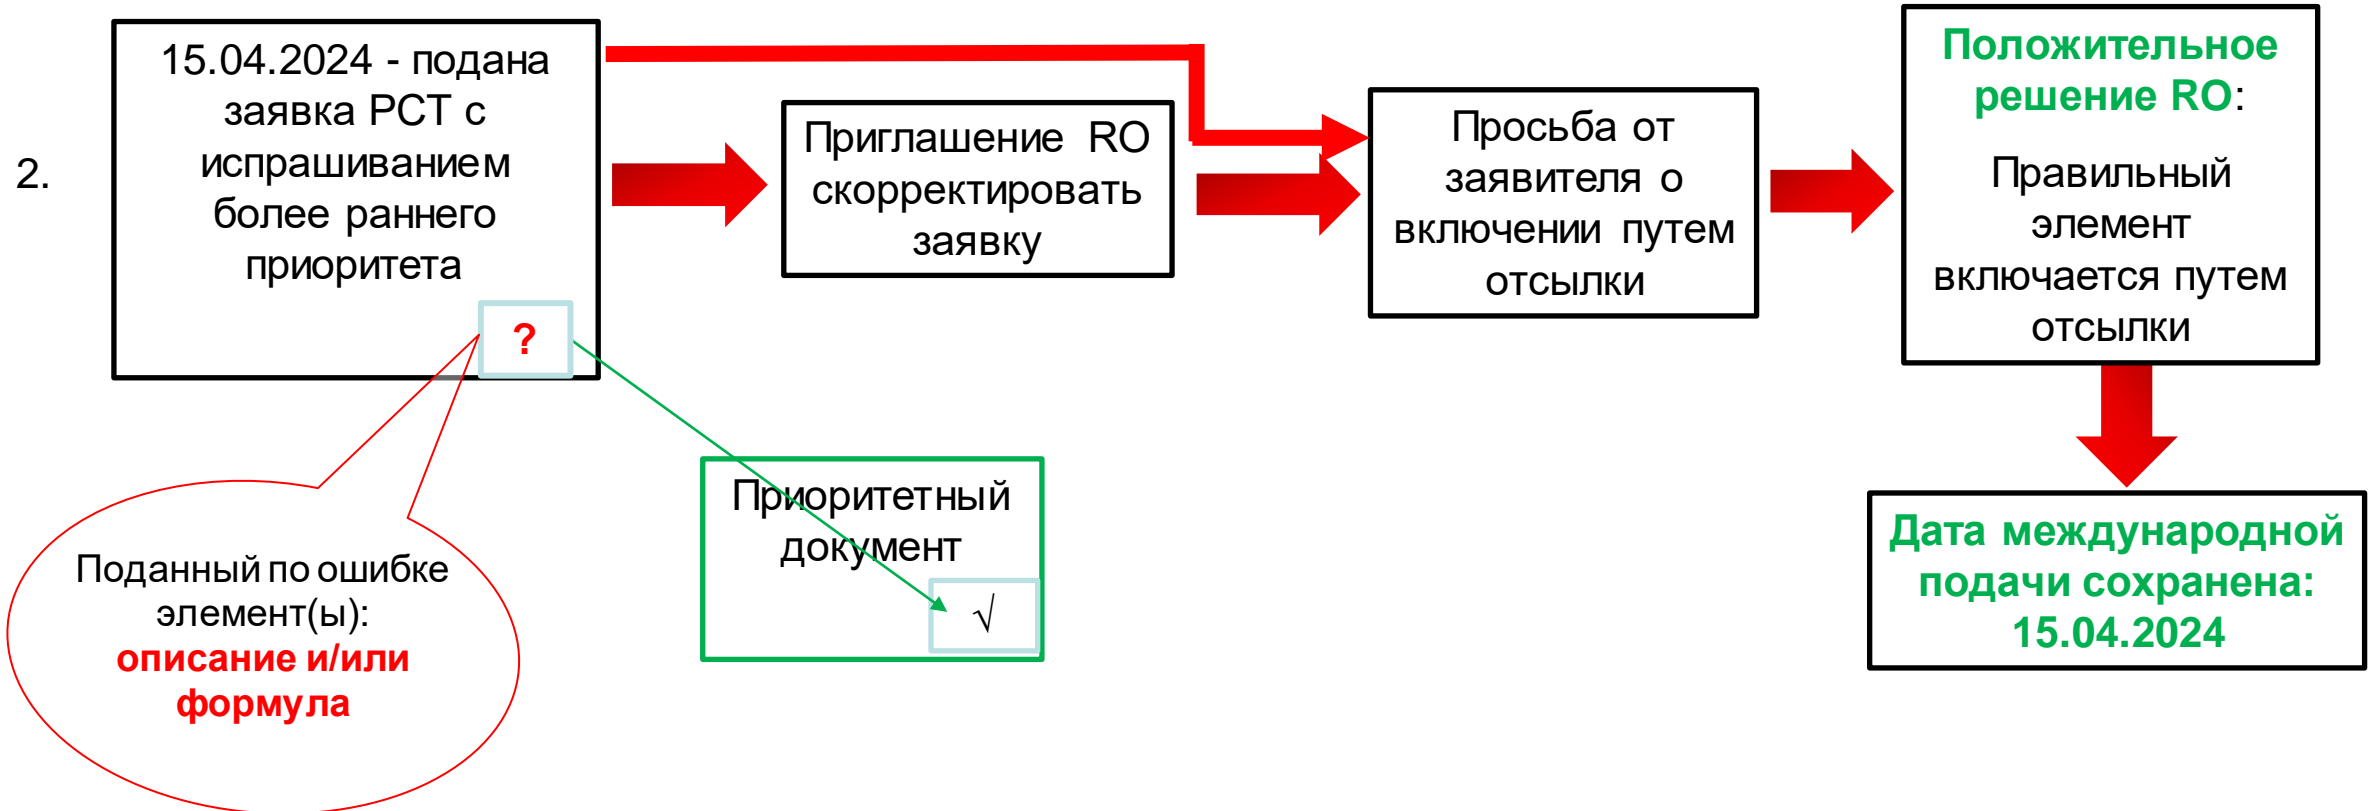 2.
15.04.2024 - подана
заявка PCT с
испрашиванием
более раннего
приоритета
?
Приглашение RO
скорректировать
заявку
Просьба от
заявителя о
включении путем
отсылки
Положительное
решение RO:
Правильный
элемент
включается путем
отсылки
Дата международной
подачи сохранена:
15.04.2024
Приоритетный
документ
√
Поданный по ошибке
элемент(ы):
описание и/или
формула